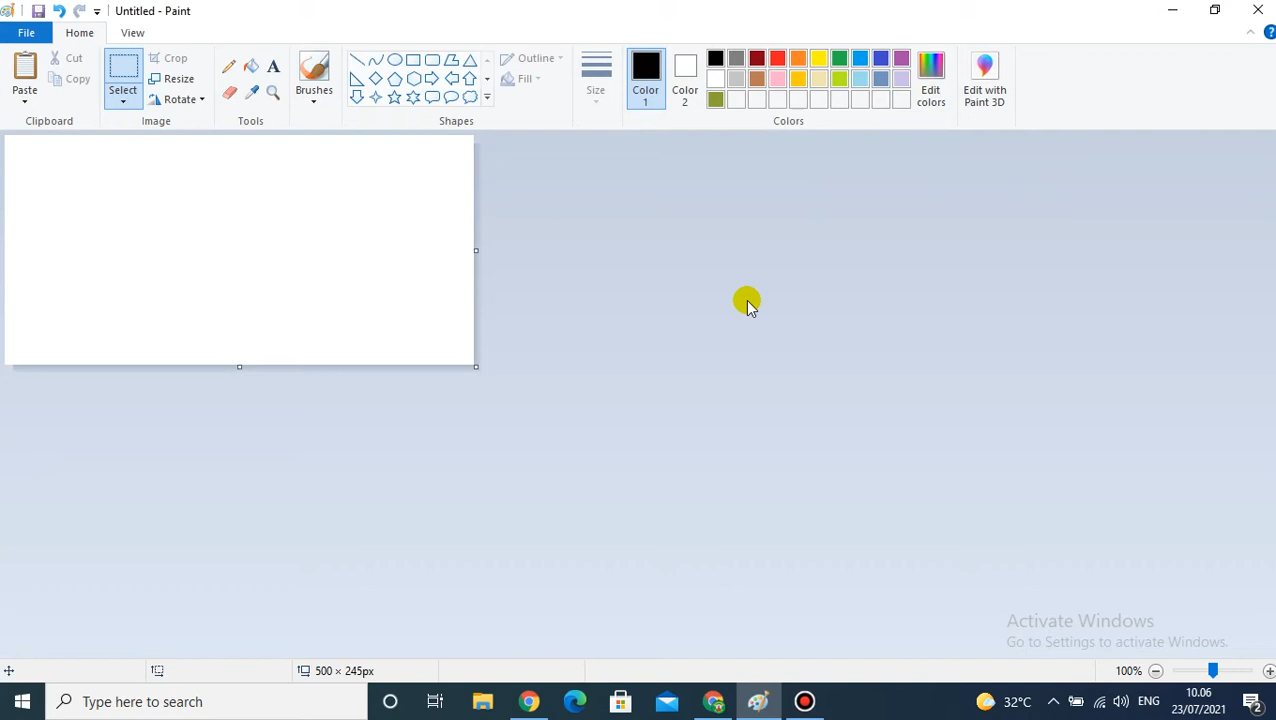 Untitled - Paint
File Home View
Paste
Cut
Copy
Clipboard
Select
Crop
Resize
Rotate
Image
A
Tools
Brushes
Shapes
Outline
Fill
Size
Color 1
Color 2
Edit colors
Colors
Edit with Paint 3D
Activate Windows
Go to Settings to activate Windows.
500 × 245px
100%
Type here to search
32°C
ENG
10.06
23/07/2021
2